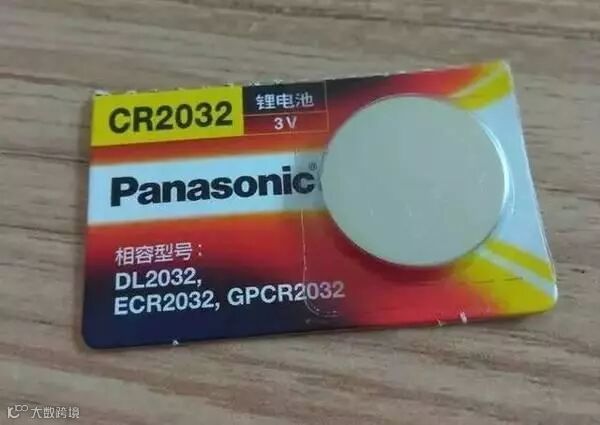 CR2032
锂电池
3V
Panasonic
相容型号:
DL2032,
ECR2032, GPCR2032
大数跨境